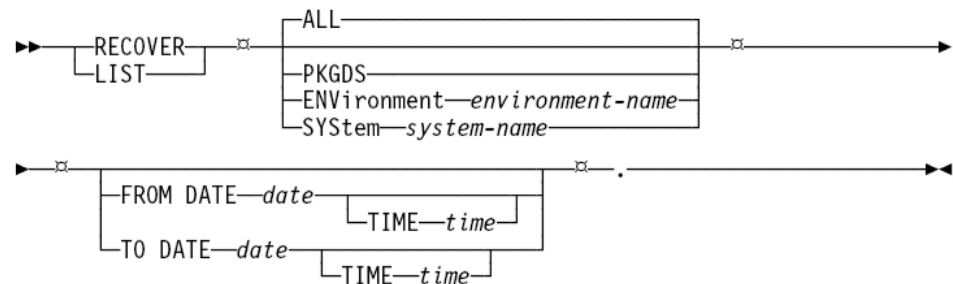 ALL
RECOVER ¤ ¤
LIST PKGDS
ENVironment environment-name
SYStem system-name
¤ ¤ .
FROM DATE date
TIME time
TO DATE date
TIME time